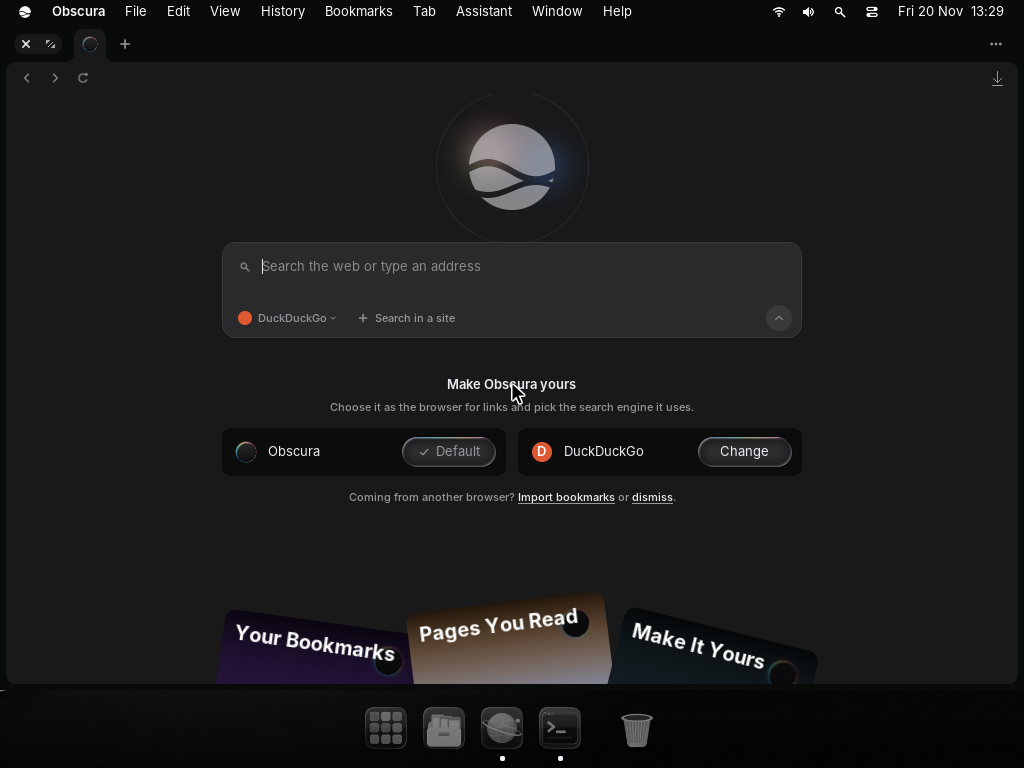 Obscura File Edit View History Bookmarks Tab Assistant Window Help Fri 20 Nov 13:29
Search the web or type an address
DuckDuckGo Search in a site
Make Obscura yours
Choose it as the browser for links and pick the search engine it uses.
Obscura Default D DuckDuckGo Change
Coming from another browser? Import bookmarks or dismiss.
Your Bookmarks
Pages You Read
Make It Yours